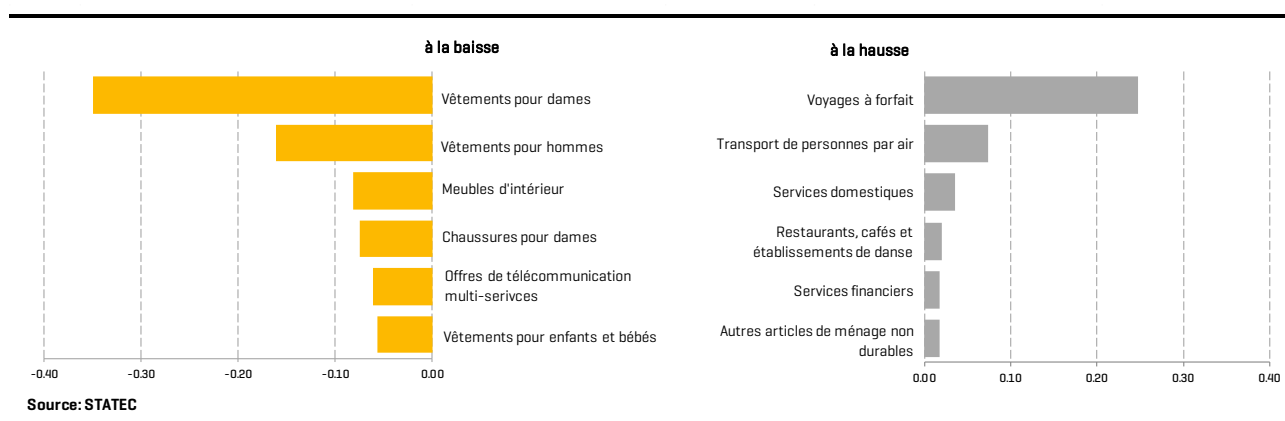 à la baisse
Vêtements pour dames
Vêtements pour hommes
Meubles d'intérieur
Chaussures pour dames
Offres de télécommunication
multi-serivces
Vêtements pour enfants et bébés
-0.40 -0.30 -0.20 -0.10 0.00
à la hausse
Voyages à forfait
Transport de personnes par air
Services domestiques
Restaurants, cafés et
établissements de danse
Services financiers
Autres articles de ménage non
durables
0.00 0.10 0.20 0.30 0.40
Source: STATEC